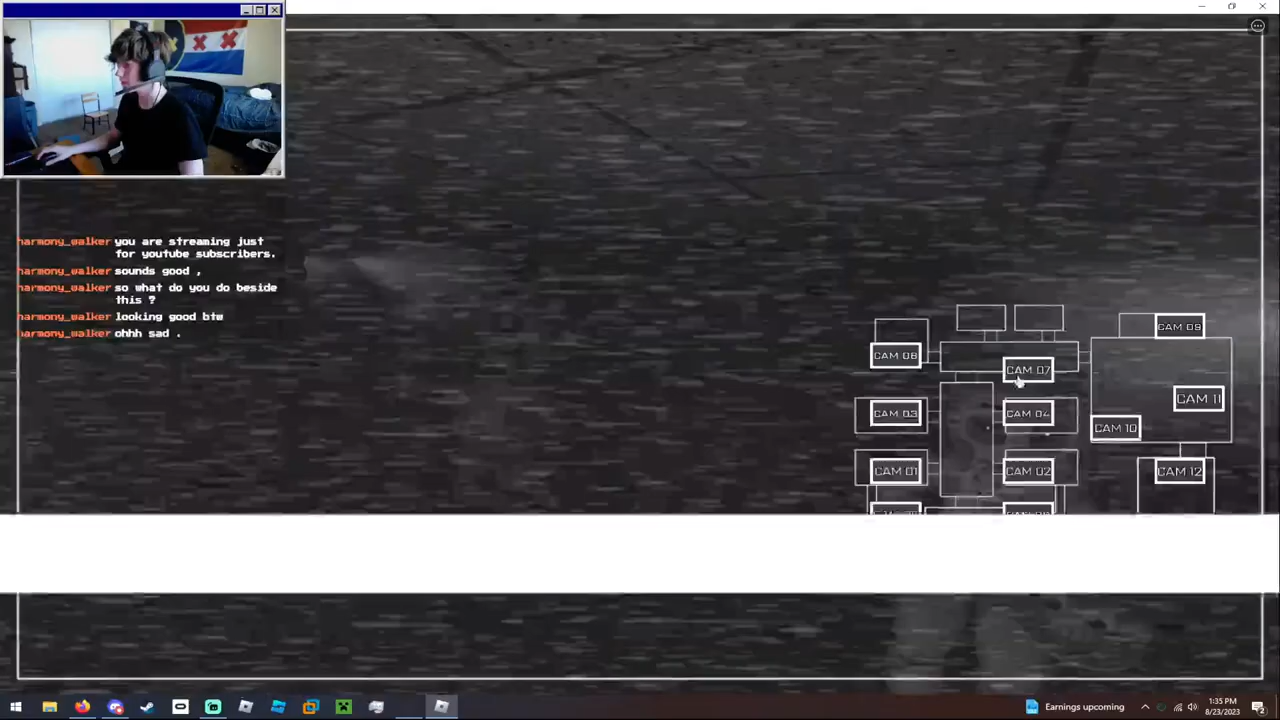 harmony_walker you are streaming just
for youtube subscribers.
harmony_walker sounds good ,
harmony_walker so what do you do beside
this ?
harmony_walker looking good btw
harmony_walker ohhh sad .
CAM 09
CAM 08
CAM 07
CAM 11
CAM 03
CAM 04
CAM 10
CAM 01
CAM 02
CAM 12
Earnings upcoming
1:35 PM
8/23/2023
2